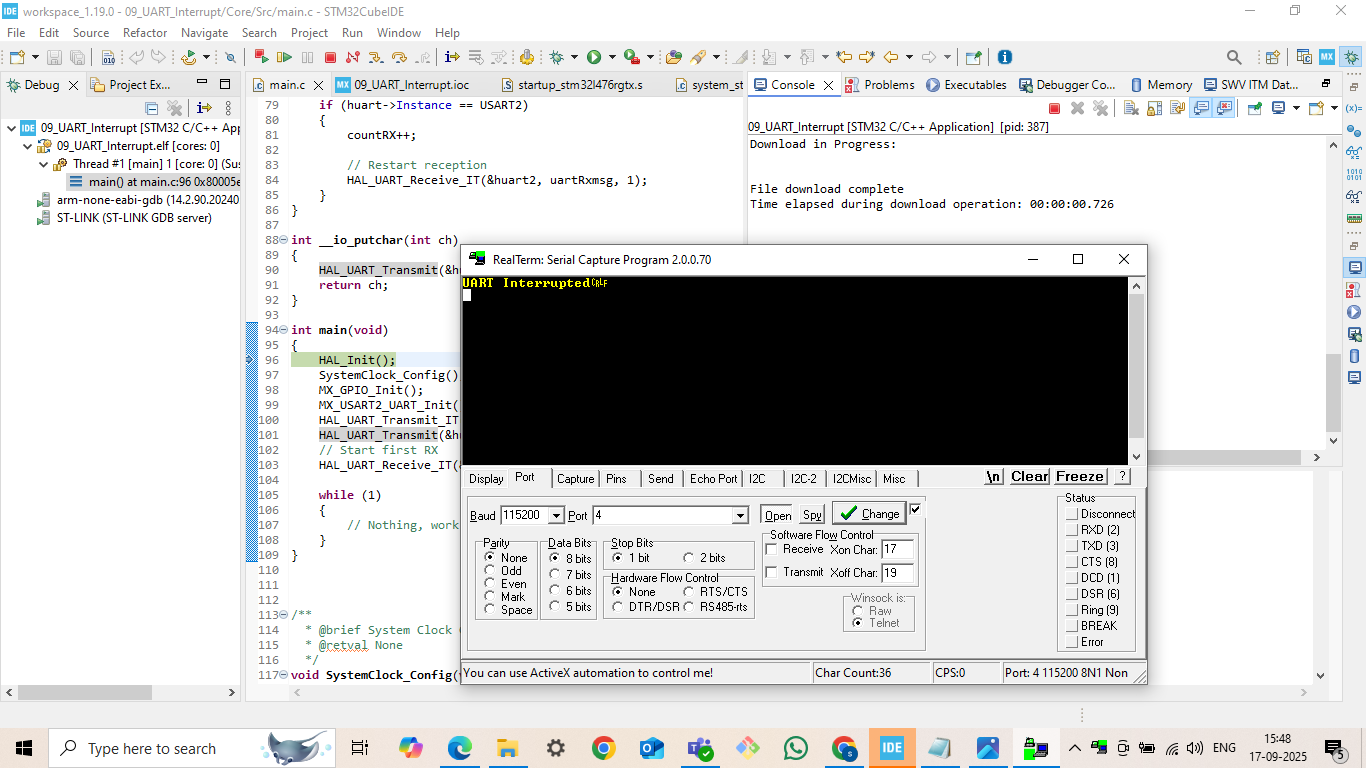 workspace_1.19.0 - 09_UART_Interrupt/Core/Src/main.c - STM32CubeIDE
File Edit Source Refactor Navigate Search Project Run Window Help
Debug
Project Ex...
09_UART_Interrupt [STM32 C/C++ App
09_UART_Interrupt.elf [cores: 0]
Thread #1 [main] 1 [core: 0] (Sus
main() at main.c:96 0x80005e
arm-none-eabi-gdb (14.2.90.20240
ST-LINK (ST-LINK GDB server)
main.c
09_UART_Interrupt.ioc
startup_stm32l476rgtx.s
system_st
79 if (huart->Instance == USART2)
80 {
81 countRX++;
82
83 // Restart reception
84 HAL_UART_Receive_IT(&huart2, uartRxmsg, 1);
85 }
86 }
87
88 int __io_putchar(int ch)
89 {
90 HAL_UART_Transmit(&h
91 return ch;
92 }
93
94 int main(void)
95 {
96 HAL_Init();
97 SystemClock_Config()
98 MX_GPIO_Init();
99 MX_USART2_UART_Init(
100 HAL_UART_Transmit_IT
101 HAL_UART_Transmit(&h
102 // Start first RX
103 HAL_UART_Receive_IT(
104
105 while (1)
106 {
107 // Nothing, work
108 }
109 }
110
111
112
113 /**
114 * @brief System Clock
115 * @retval None
116 */
117 void SystemClock_Config(
Console
Problems
Executables
Debugger Co...
Memory
SWV ITM Dat...
09_UART_Interrupt [STM32 C/C++ Application] [pid: 387]
Download in Progress:
File download complete
Time elapsed during download operation: 00:00:00.726
RealTerm: Serial Capture Program 2.0.0.70
UART Interrupted
Display Port Capture Pins Send Echo Port I2C I2C-2 I2CMisc Misc
\n Clear Freeze ?
Baud 115200 Port 4 Open Spy Change
Parity
None
Odd
Even
Mark
Space
Data Bits
8 bits
7 bits
6 bits
5 bits
Stop Bits
1 bit 2 bits
Hardware Flow Control
None RTS/CTS
DTR/DSR RS485-rts
Software Flow Control
Receive Xon Char: 17
Transmit Xoff Char: 19
Winsock is:
Raw
Telnet
Status
Disconnect
RXD (2)
TXD (3)
CTS (8)
DCD (1)
DSR (6)
Ring (9)
BREAK
Error
You can use ActiveX automation to control me!
Char Count:36
CPS:0
Port: 4 115200 8N1 Non
Type here to search
ENG
15:48
17-09-2025
5